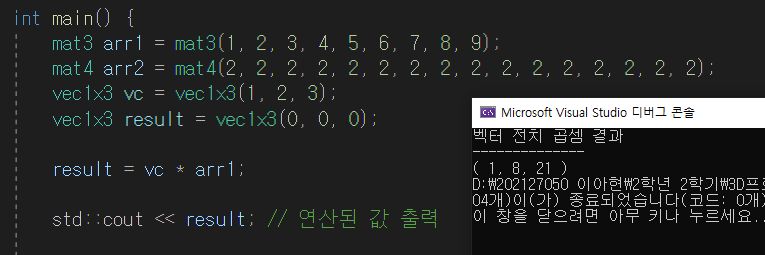 int main() {
mat3 arr1 = mat3(1, 2, 3, 4, 5, 6, 7, 8, 9);
mat4 arr2 = mat4(2, 2, 2, 2, 2, 2, 2, 2, 2, 2, 2, 2, 2, 2, 2, 2);
vec1x3 vc = vec1x3(1, 2, 3);
vec1x3 result = vec1x3(0, 0, 0);
result = vc * arr1;
std::cout << result; // 연산된 값 출력
Microsoft Visual Studio 디버그 콘솔
벡터 전치 곱셈 결과
--------------
( 1, 8, 21 )
D:\202127050 이아현\2학년 2학기\3D프로
04개)이(가) 종료되었습니다(코드: 0개)
이 창을 닫으려면 아무 키나 누르세요..